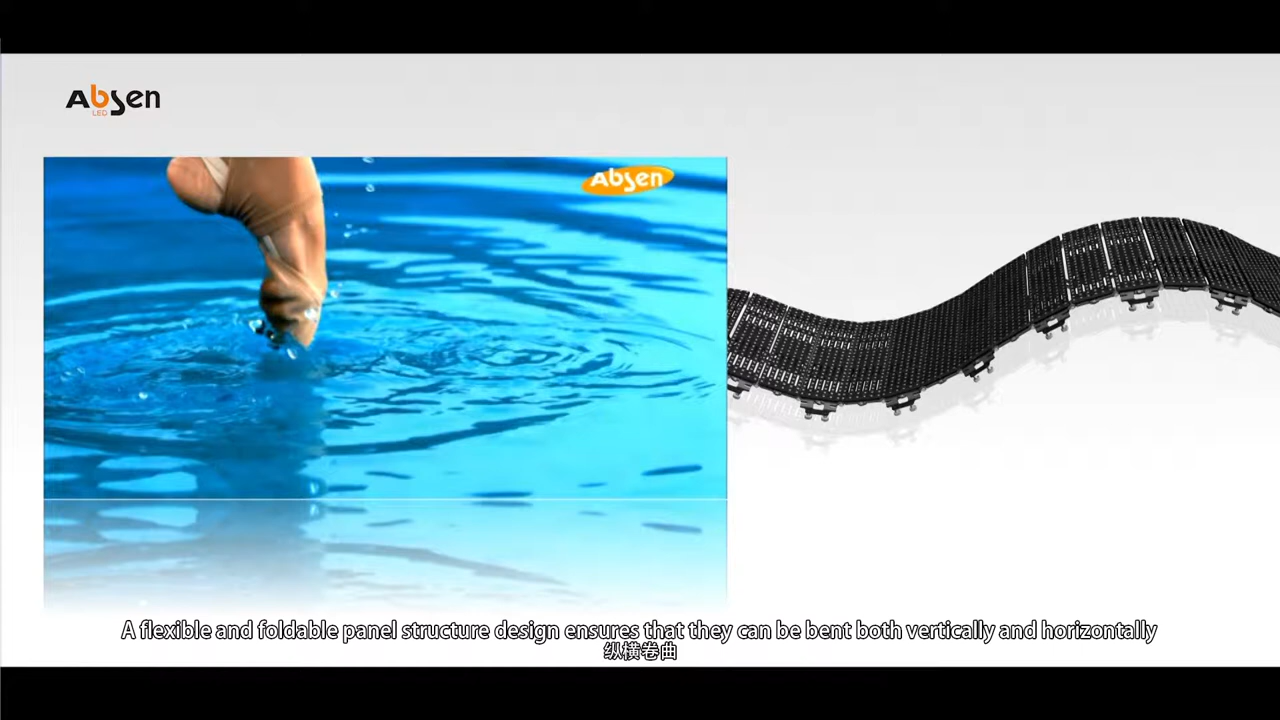 Absen
LED
Absen
A flexible and foldable panel structure design ensures that they can be bent both vertically and horizontally
纵横卷曲